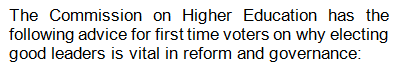 The Commission on Higher Education has the
following advice for first time voters on why electing
good leaders is vital in reform and governance: